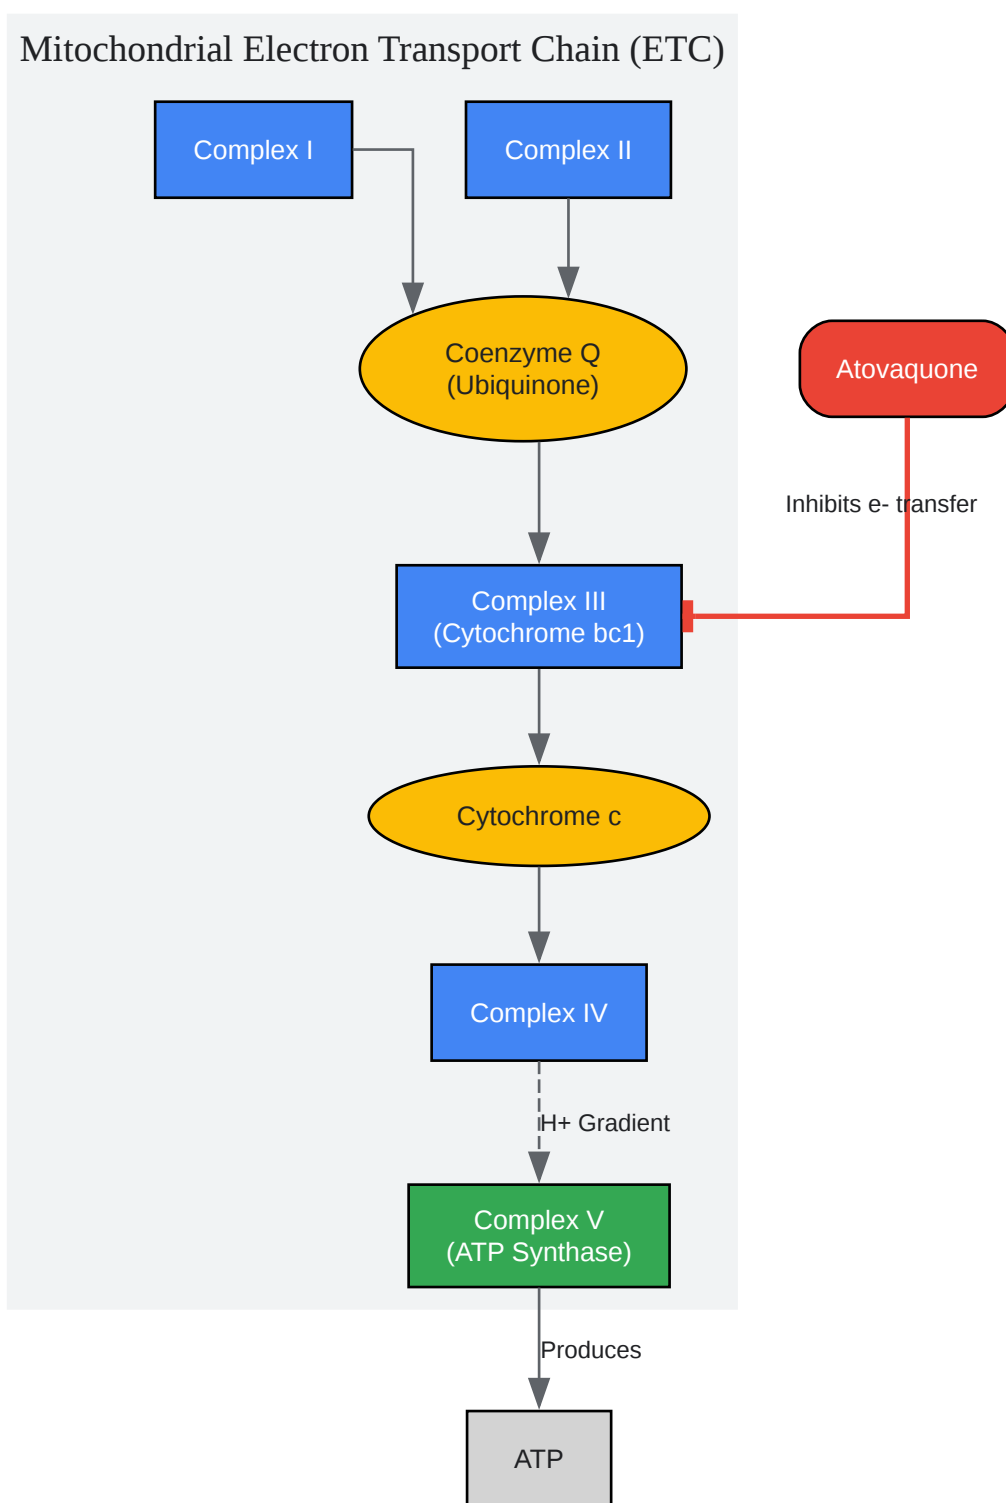 Mitochondrial Electron Transport Chain (ETC)
Complex I
Complex II
Coenzyme Q
(Ubiquinone)
Atovaquone
Inhibits e- transfer
Complex III
(Cytochrome bc1)
Cytochrome c
Complex IV
H+ Gradient
Complex V
(ATP Synthase)
Produces
ATP